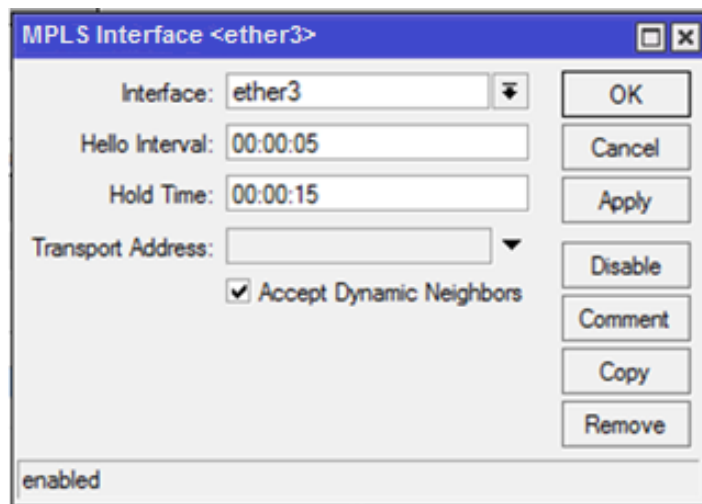 MPLS Interface <ether3>
Interface: ether3 OK
Hello Interval: 00:00:05 Cancel
Hold Time: 00:00:15 Apply
Transport Address:
Disable
Accept Dynamic Neighbors
Comment
Copy
Remove
enabled